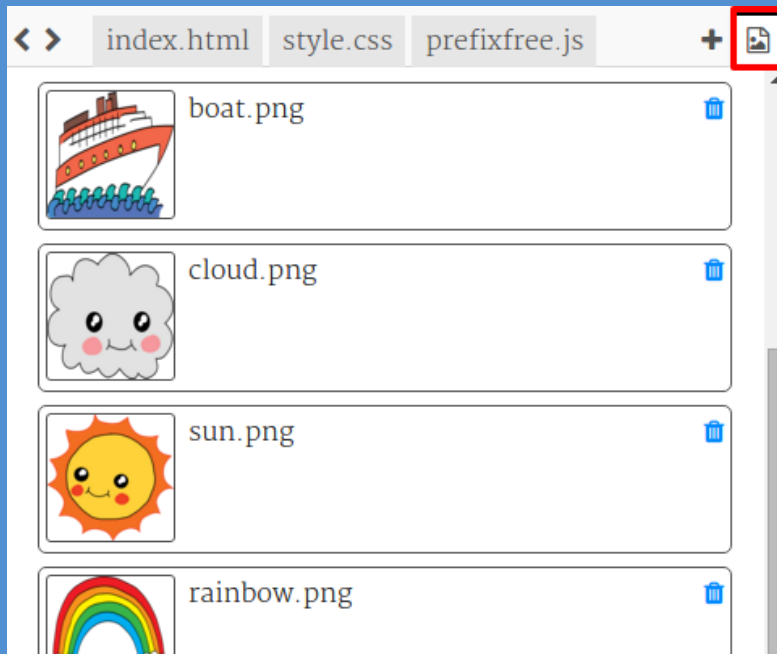 index.html style.css prefixfree.js
boat.png
cloud.png
sun.png
rainbow.png